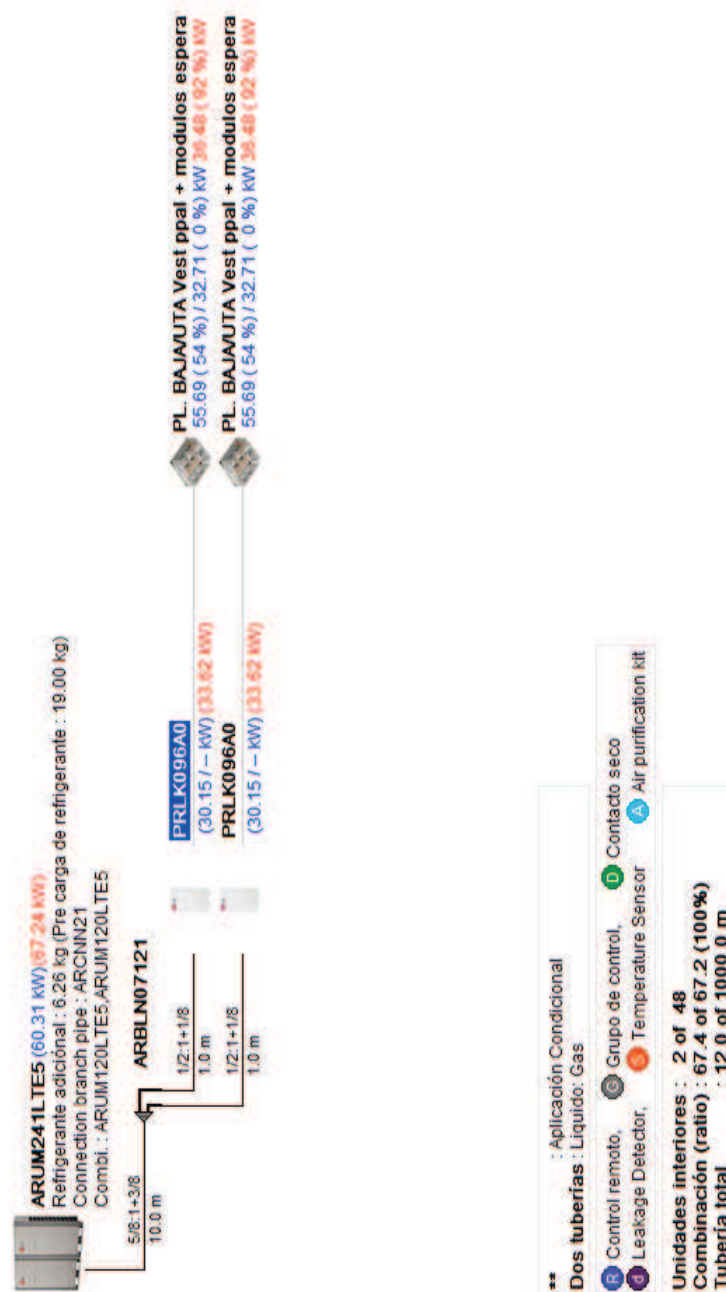 ARUM241LTE5 (60.31 kW)(67.24 kW)
Refrigerante adiciónal : 6.26 kg (Pre carga de refrigerante : 19.00 kg)
Connection branch pipe : ARCNN21
Combi. : ARUM120LTE5,ARUM120LTE5
5/8:1+3/8
10.0 m
ARBLN07121
1/2:1+1/8
1.0 m
PRLK096A0
(30.15 / -- kW) (33.62 kW)
PL. BAJA/UTA Vest ppal + modulos espera
55.69 ( 54 %) / 32.71 ( 0 %) kW 36.48 ( 92 %) kW
1/2:1+1/8
1.0 m
PRLK096A0
(30.15 / -- kW) (33.62 kW)
PL. BAJA/UTA Vest ppal + modulos espera
55.69 ( 54 %) / 32.71 ( 0 %) kW 36.48 ( 92 %) kW
** : Aplicación Condicional
Dos tuberías : Líquido: Gas
R Control remoto, G Grupo de control, D Contacto seco
d Leakage Detector, S Temperature Sensor A Air purification kit
Unidades interiores : 2 of 48
Combinación (ratio) : 67.4 of 67.2 (100%)
Tubería total : 12.0 of 1000.0 m